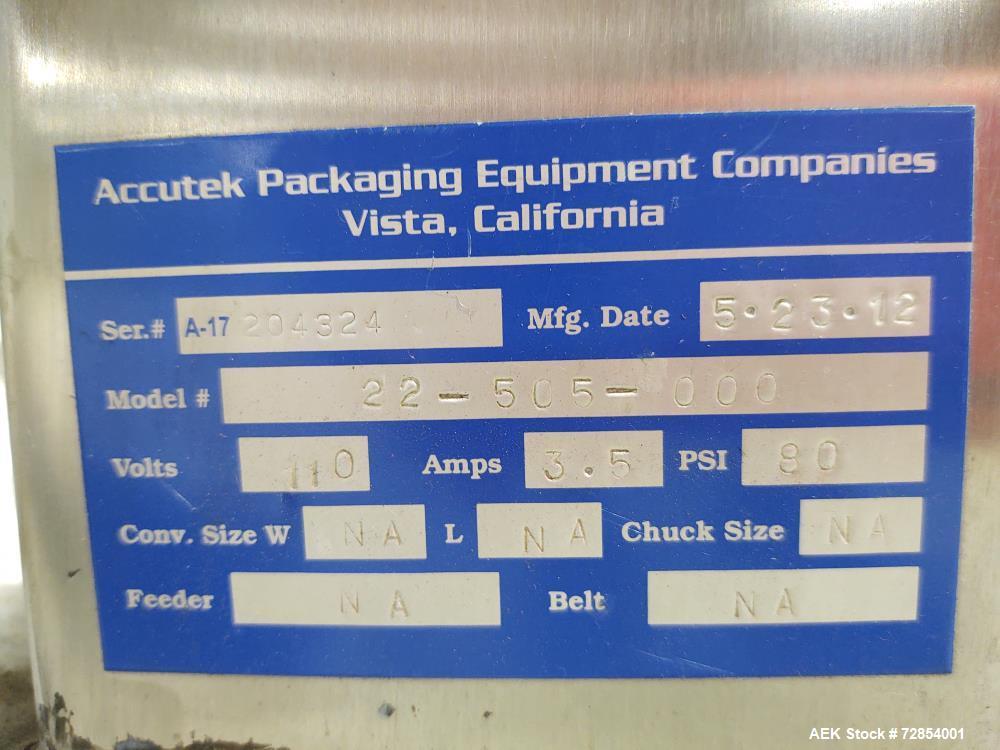 Accutek Packaging Equipment Companies
Vista, California
Ser.# A-17 204324 Mfg. Date 5·23·12
Model # 22-505-000
Volts 110 Amps 3.5 PSI 80
Conv. Size W NA L NA Chuck Size NA
Feeder NA Belt NA
AEK Stock # 72854001